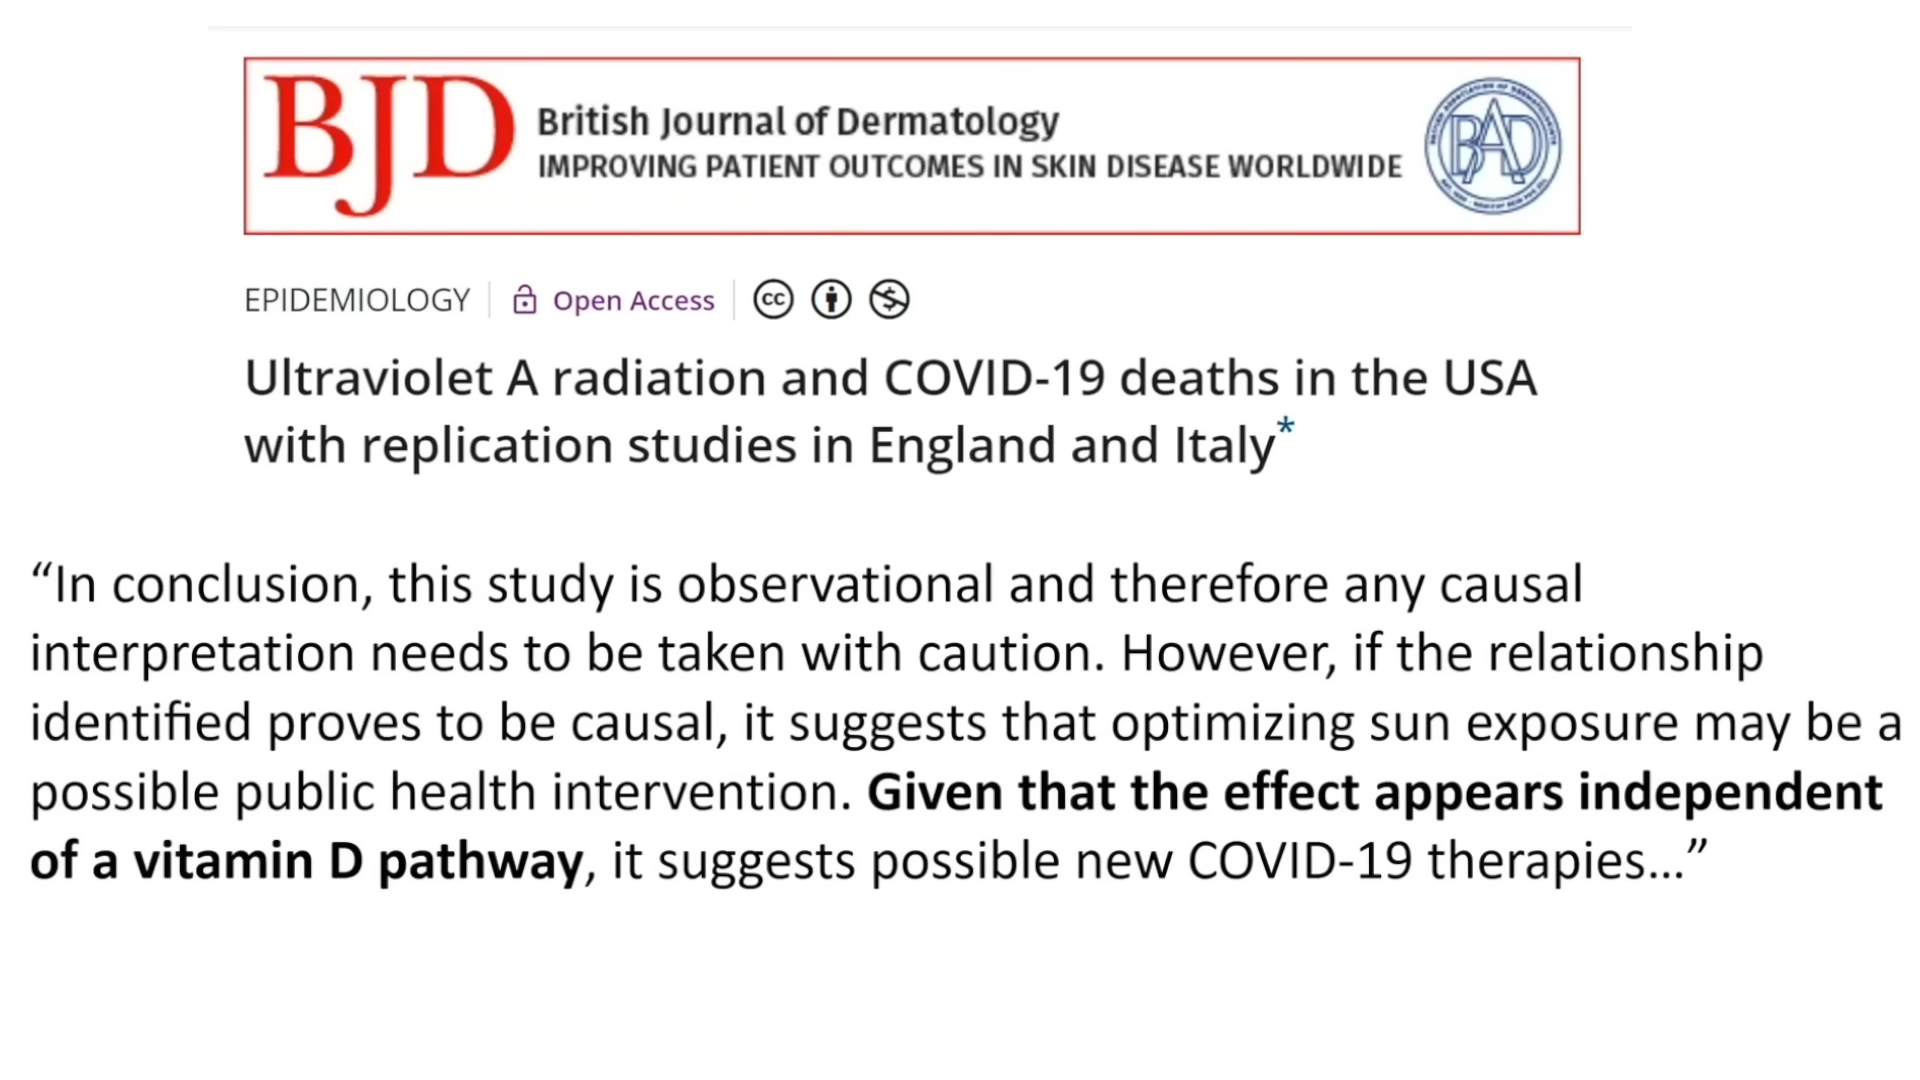 BJD
British Journal of Dermatology
IMPROVING PATIENT OUTCOMES IN SKIN DISEASE WORLDWIDE
BAD
EPIDEMIOLOGY
Open Access
cc
Ultraviolet A radiation and COVID-19 deaths in the USA
with replication studies in England and Italy*
“In conclusion, this study is observational and therefore any causal
interpretation needs to be taken with caution. However, if the relationship
identified proves to be causal, it suggests that optimizing sun exposure may be a
possible public health intervention. Given that the effect appears independent
of a vitamin D pathway, it suggests possible new COVID-19 therapies...”